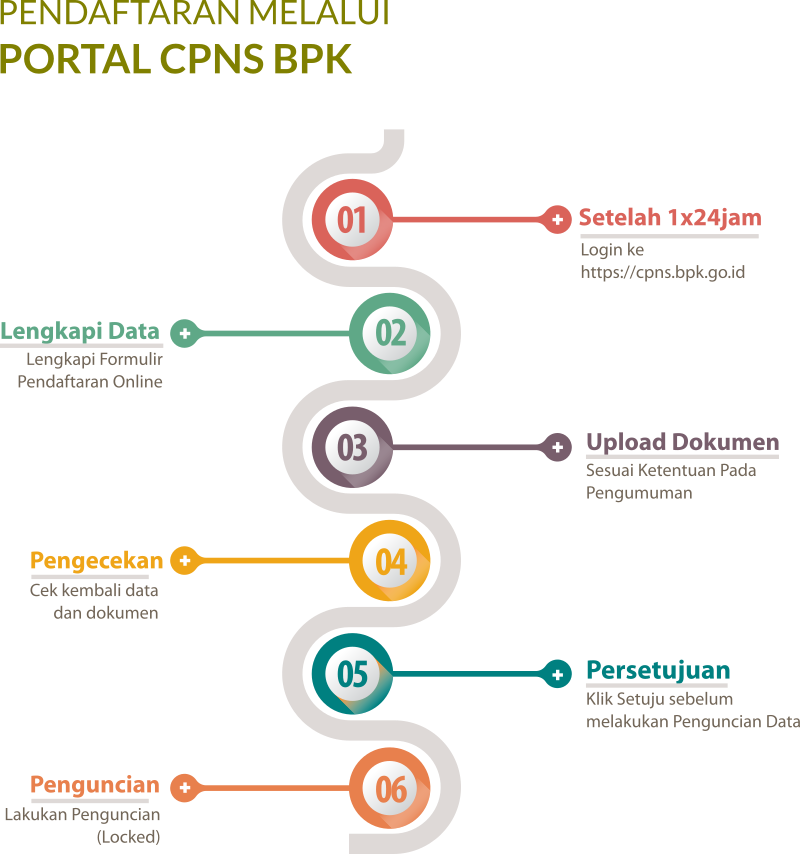 PENDAFTARAN MELALUI
PORTAL CPNS BPK
01
Setelah 1x24jam
Login ke
https://cpns.bpk.go.id
02
Lengkapi Data
Lengkapi Formulir
Pendaftaran Online
03
Upload Dokumen
Sesuai Ketentuan Pada
Pengumuman
04
Pengecekan
Cek kembali data
dan dokumen
05
Persetujuan
Klik Setuju sebelum
melakukan Penguncian Data
06
Penguncian
Lakukan Penguncian
(Locked)